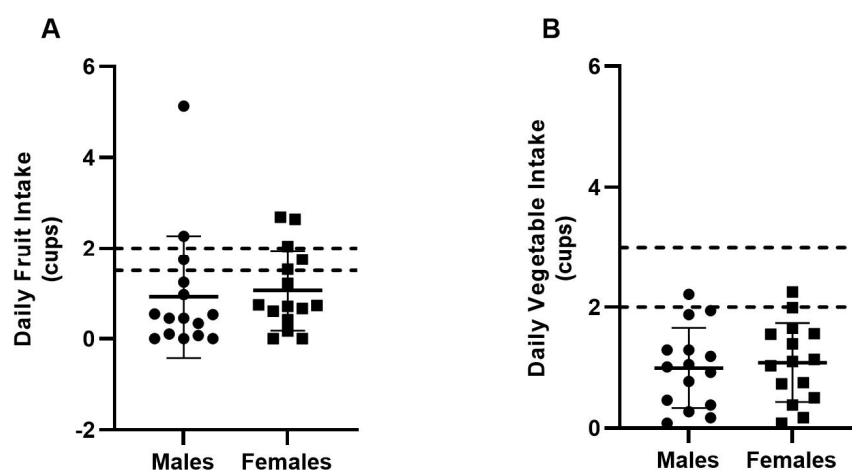 A
Daily Fruit Intake
(cups)
6
4
2
0
-2
Males
Females
B
Daily Vegetable Intake
(cups)
6
4
2
0
Males
Females